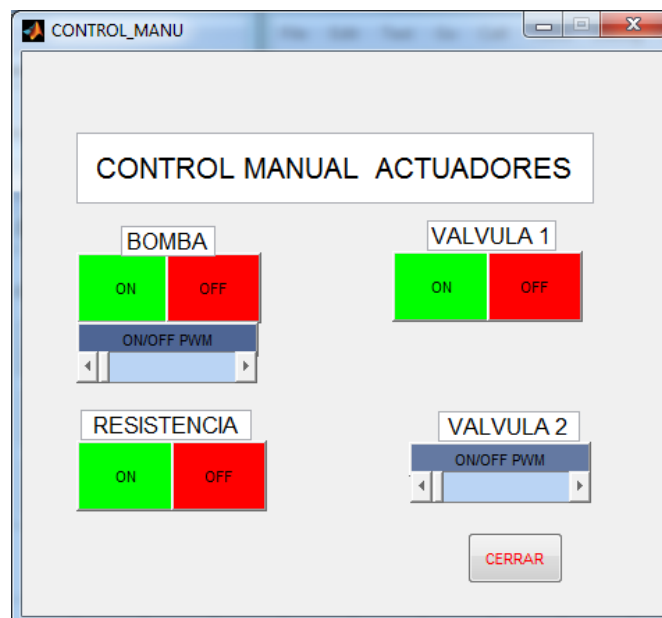 CONTROL_MANU
CONTROL MANUAL ACTUADORES
BOMBA
ON OFF
ON/OFF PWM
VALVULA 1
ON OFF
RESISTENCIA
ON OFF
VALVULA 2
ON/OFF PWM
CERRAR